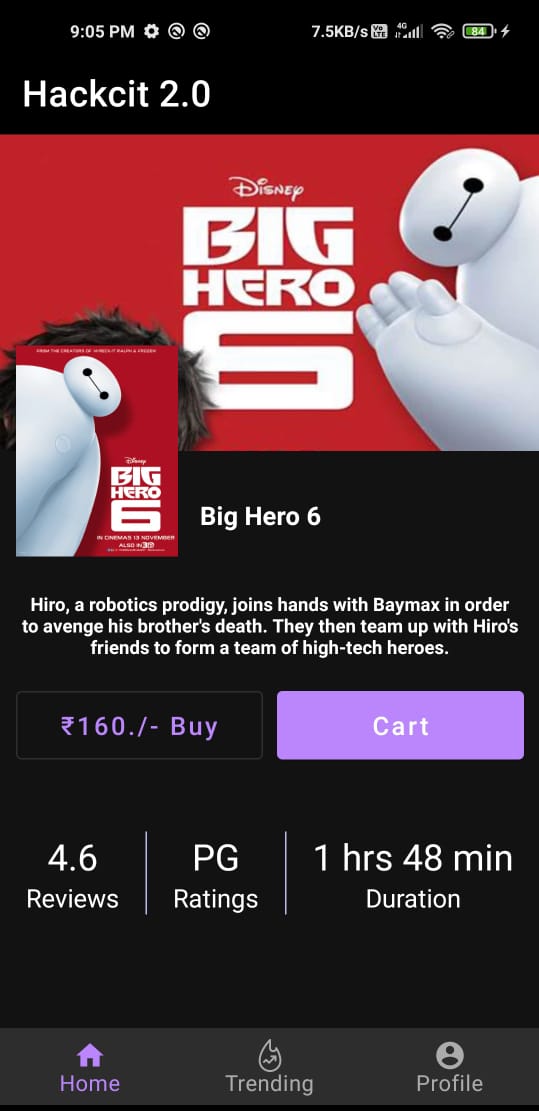 9:05 PM
7.5KB/s
Vo
LTE
4G
84
Hackcit 2.0
Disney
BIG
HERO
6
FROM THE CREATORS OF WRECK-IT RALPH & FROZEN
Disney
BIG
HERO
6
IN CINEMAS 13 NOVEMBER
ALSO IN 3D
Big Hero 6
Hiro, a robotics prodigy, joins hands with Baymax in order
to avenge his brother's death. They then team up with Hiro's
friends to form a team of high-tech heroes.
₹160./- Buy
Cart
4.6
Reviews
PG
Ratings
1 hrs 48 min
Duration
Home
Trending
Profile